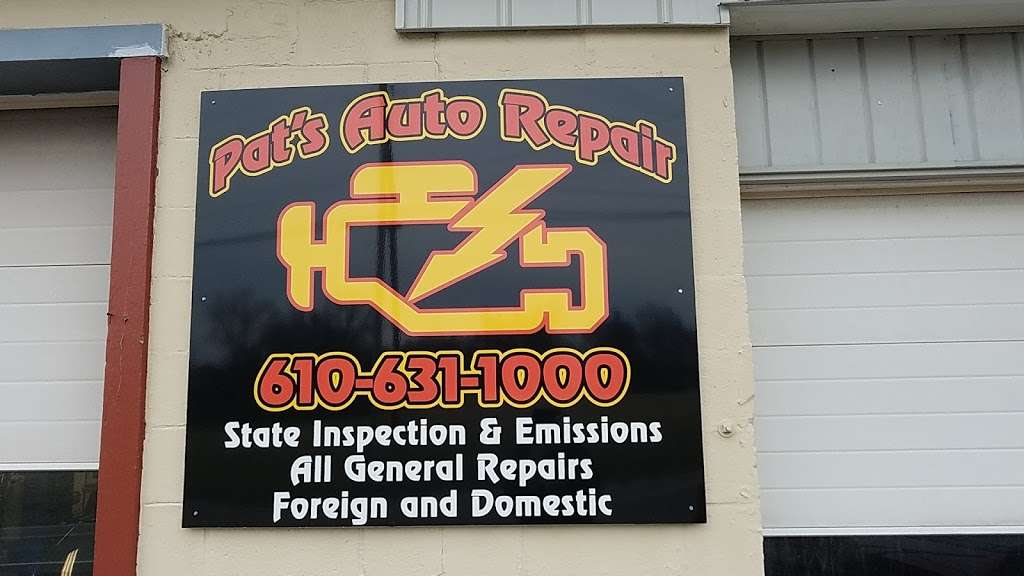 Pat's Auto Repair
610-631-1000
State Inspection & Emissions
All General Repairs
Foreign and Domestic